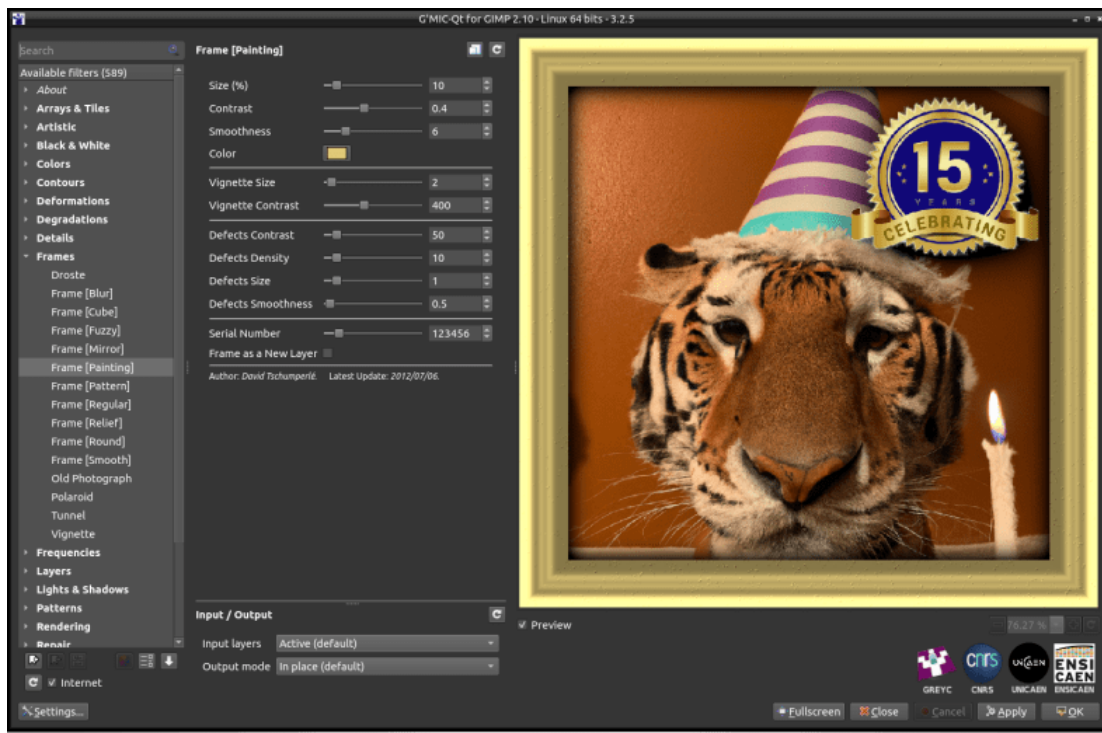 G'MIC-Qt for GIMP 2.10 - Linux 64 bits - 3.2.5
Search
Available filters (589)
About
Arrays & Tiles
Artistic
Black & White
Colors
Contours
Deformations
Degradations
Details
Frames
Droste
Frame [Blur]
Frame [Cube]
Frame [Fuzzy]
Frame [Mirror]
Frame [Painting]
Frame [Pattern]
Frame [Regular]
Frame [Relief]
Frame [Round]
Frame [Smooth]
Old Photograph
Polaroid
Tunnel
Vignette
Frequencies
Layers
Lights & Shadows
Patterns
Rendering
Repair
Internet
Settings...
Frame [Painting]
Size (%) 10
Contrast 0.4
Smoothness 6
Color
Vignette Size 2
Vignette Contrast 400
Defects Contrast 50
Defects Density 10
Defects Size 1
Defects Smoothness 0.5
Serial Number 123456
Frame as a New Layer
Author: David Tschumperlé. Latest Update: 2012/07/06.
Input / Output
Input layers Active (default)
Output mode In place (default)
15
YEARS
CELEBRATING
Preview
76.27 %
cnrs UNICAEN ENSI
CAEN
GREYC CNRS UNICAEN ENSICAEN
Fullscreen Close Cancel Apply OK